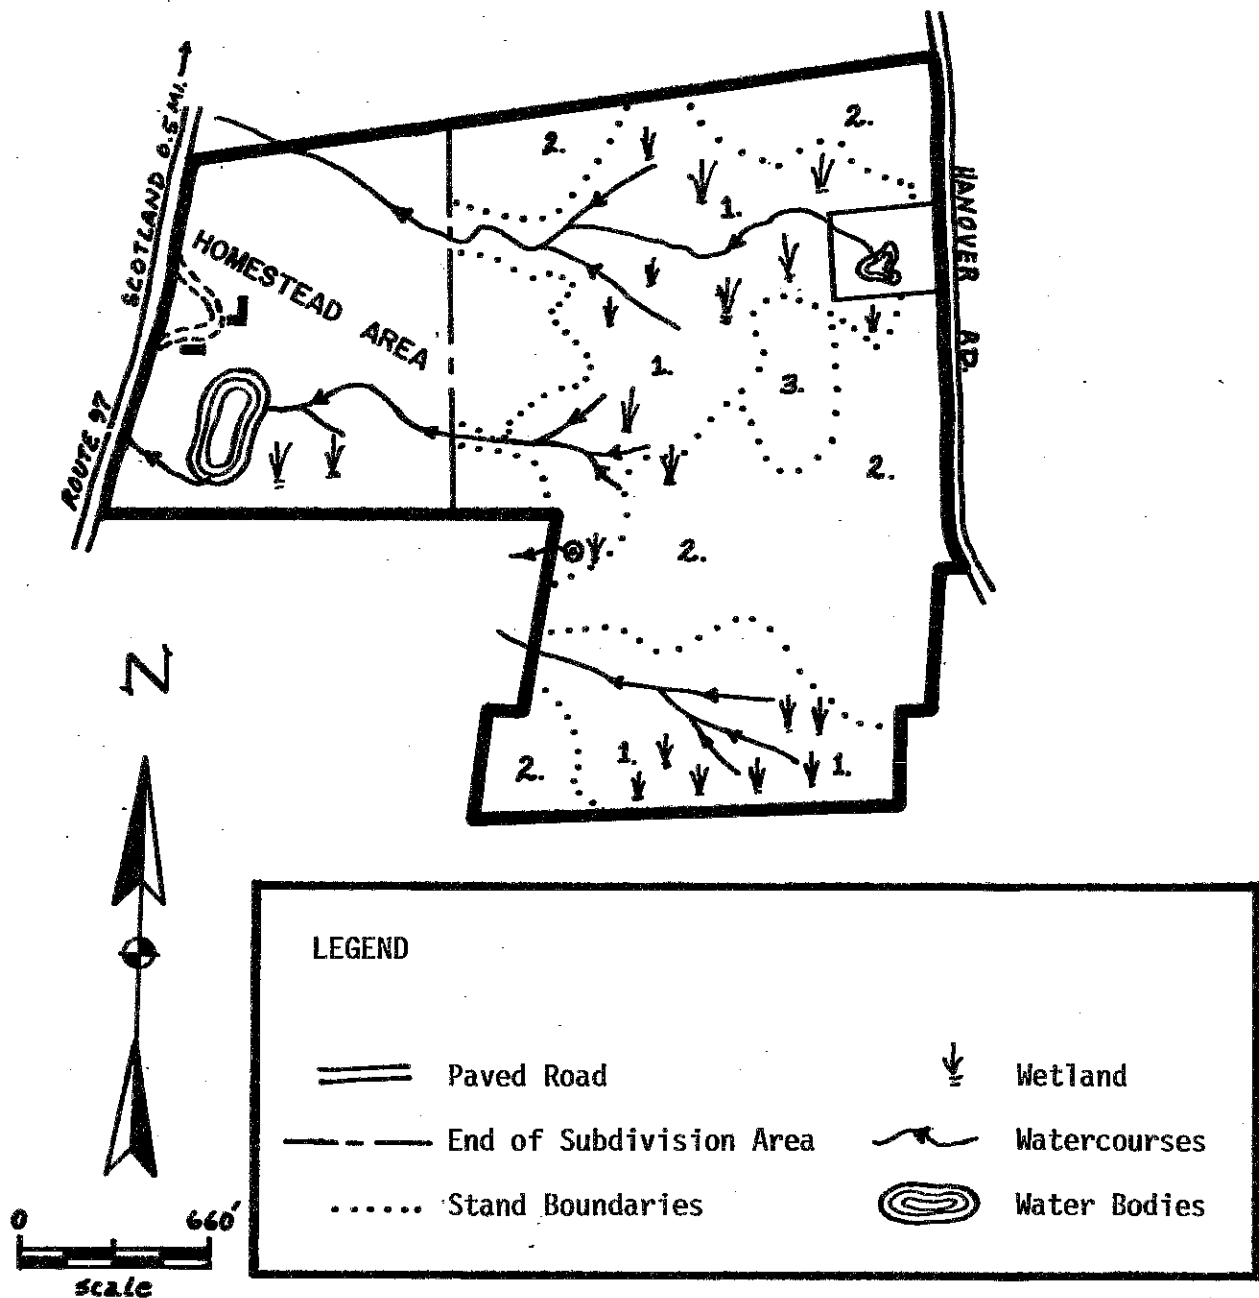 SCOTLAND 0.5 MI.
2.
2.
1.
HANOVER RD.
HOMESTEAD AREA
1.
3.
ROUTE 97
2.
2.
N
2.
1.
1.
LEGEND
Paved Road
Wetland
End of Subdivision Area
Watercourses
Stand Boundaries
Water Bodies
0 660'
scale